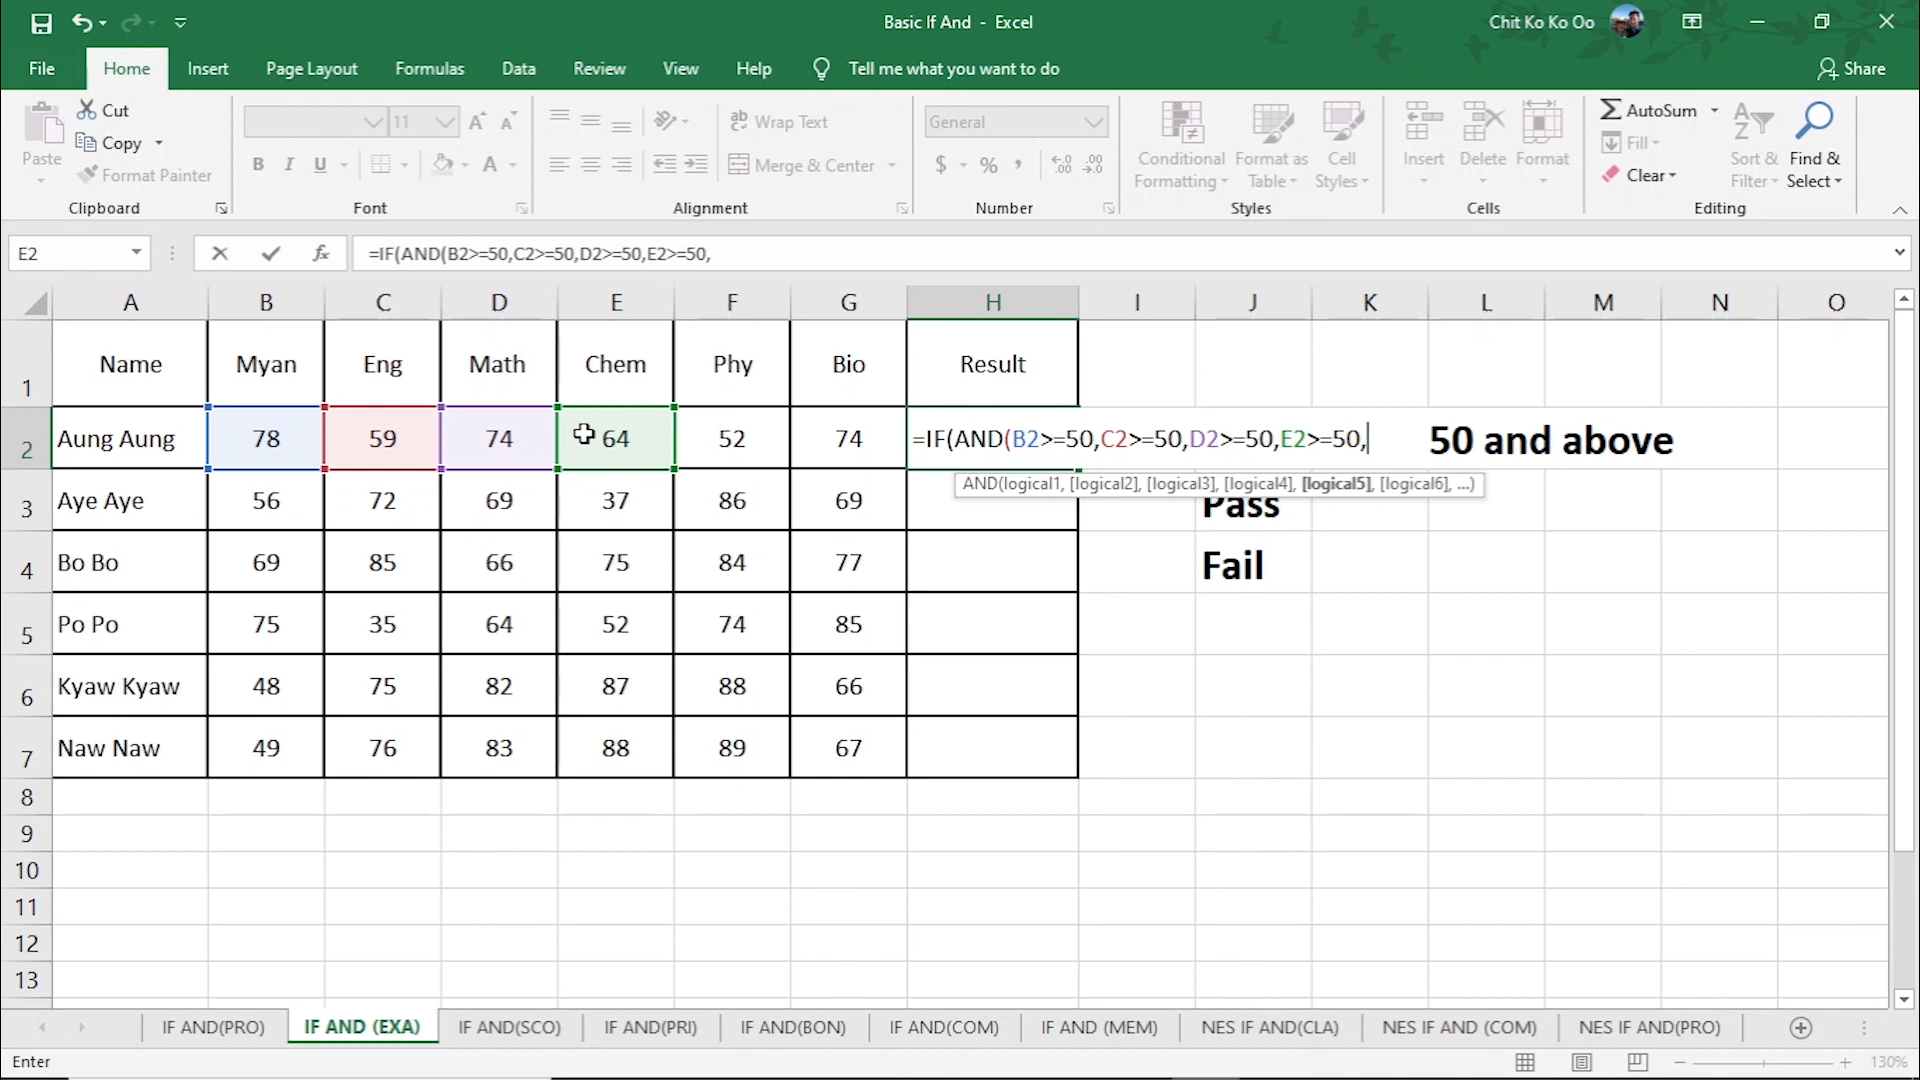 Basic If And - Excel
Chit Ko Ko Oo
File Home Insert Page Layout Formulas Data Review View Help Tell me what you want to do Share
Paste
Cut
Copy
Format Painter
Clipboard
11
B I U A
Font
Wrap Text
Merge & Center
Alignment
General
$ % ,
Number
Conditional Formatting
Format as Table
Cell Styles
Styles
Insert Delete Format
Cells
AutoSum
Fill
Clear
Sort & Filter
Find & Select
Editing
E2 fx =IF(AND(B2>=50,C2>=50,D2>=50,E2>=50,
A B C D E F G H I J K L M N O
1 Name Myan Eng Math Chem Phy Bio Result
2 Aung Aung 78 59 74 64 52 74 =IF(AND(B2>=50,C2>=50,D2>=50,E2>=50, 50 and above
AND(logical1, [logical2], [logical3], [logical4], [logical5], [logical6], ...)
3 Aye Aye 56 72 69 37 86 69 Pass
4 Bo Bo 69 85 66 75 84 77 Fail
5 Po Po 75 35 64 52 74 85
6 Kyaw Kyaw 48 75 82 87 88 66
7 Naw Naw 49 76 83 88 89 67
8
9
10
11
12
13
IF AND(PRO) IF AND (EXA) IF AND(SCO) IF AND(PRI) IF AND(BON) IF AND(COM) IF AND (MEM) NES IF AND(CLA) NES IF AND (COM) NES IF AND(PRO)
Enter 130%